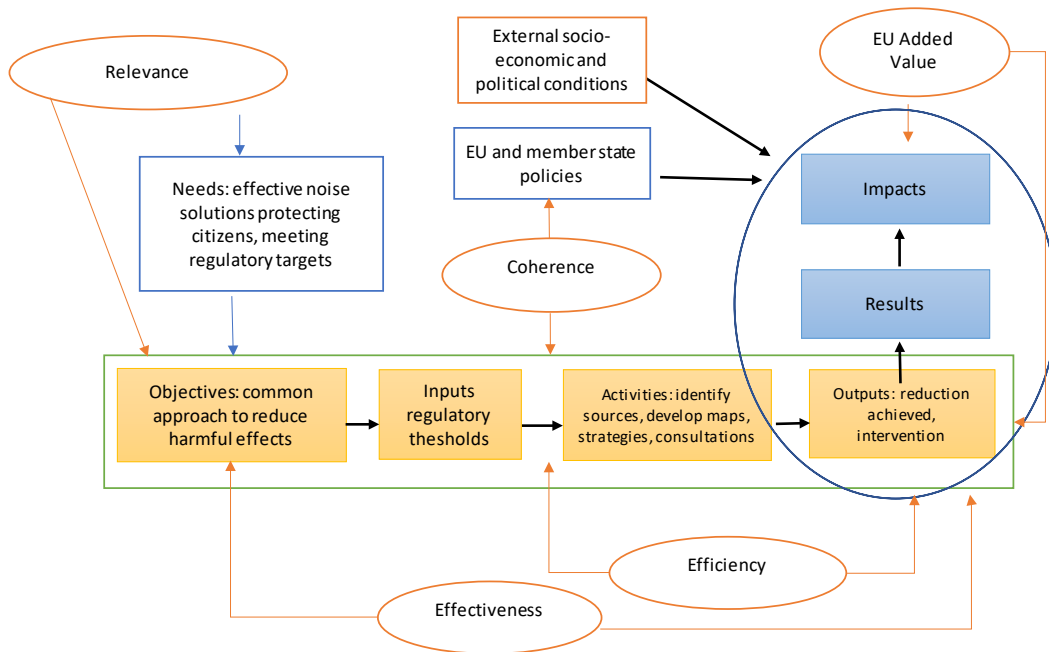 Relevance
External socio-
economic and
political conditions
EU Added
Value
Needs: effective noise
solutions protecting
citizens, meeting
regulatory targets
EU and member state
policies
Impacts
Coherence
Results
Objectives: common
approach to reduce
harmful effects
Inputs
regulatory
thesholds
Activities: identify
sources, develop maps,
strategies, consultations
Outputs: reduction
achieved,
intervention
Efficiency
Effectiveness